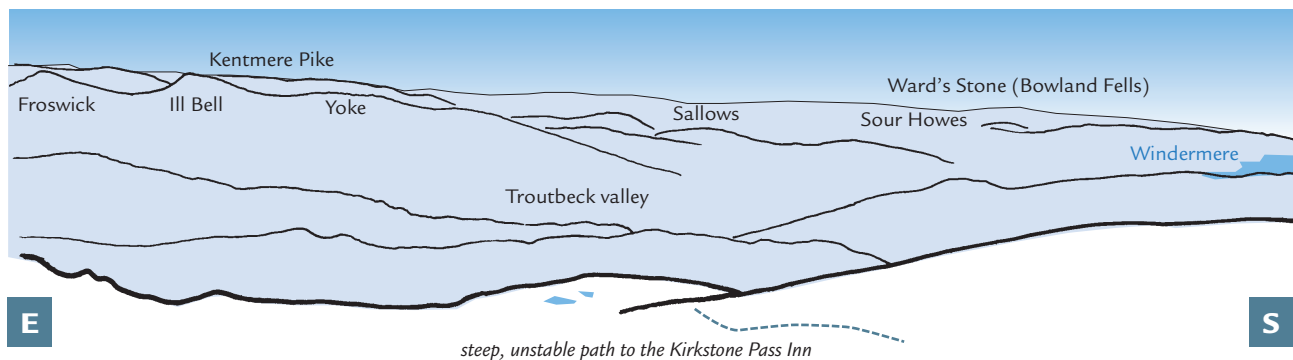 Kentmere Pike
Froswick
Ill Bell
Yoke
Sallows
Ward’s Stone (Bowland Fells)
Sour Howes
Windermere
Troutbeck valley
E
S
steep, unstable path to the Kirkstone Pass Inn